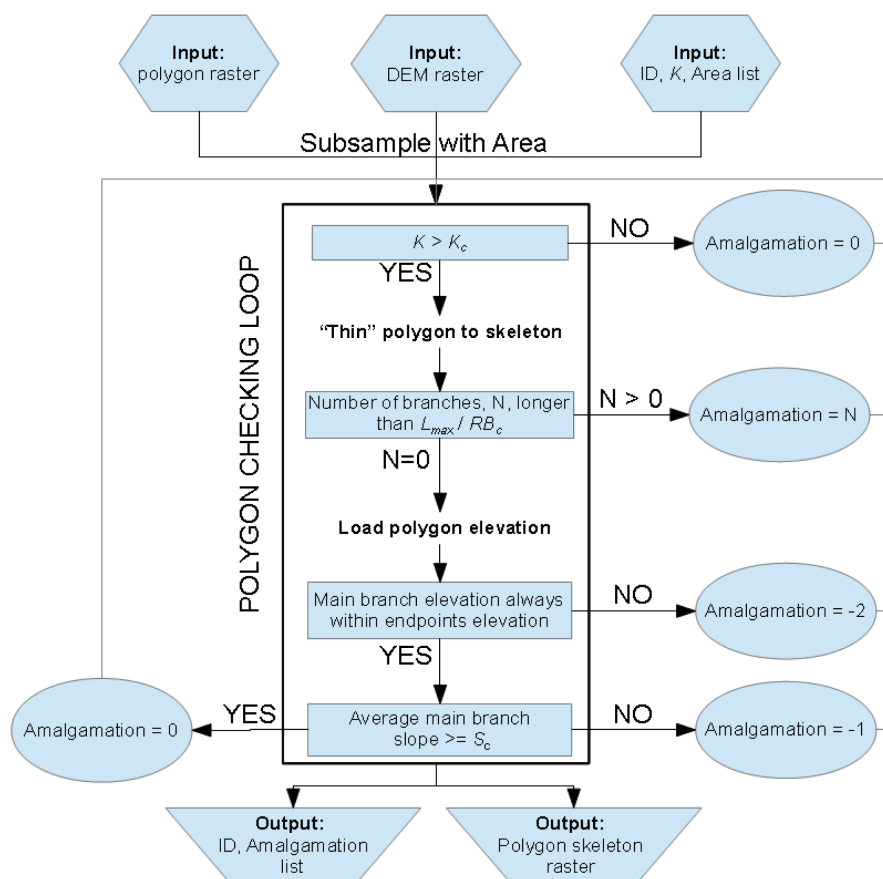 Input:
polygon raster
Input:
DEM raster
Input:
ID, K, Area list
Subsample with Area
POLYGON CHECKING LOOP
K > Kc
NO
Amalgamation = 0
YES
“Thin” polygon to skeleton
Number of branches, N, longer
than Lmax / RBc
N > 0
Amalgamation = N
N=0
Load polygon elevation
Main branch elevation always
within endpoints elevation
NO
Amalgamation = -2
YES
Amalgamation = 0
YES
Average main branch
slope >= Sc
NO
Amalgamation = -1
Output:
ID, Amalgamation
list
Output:
Polygon skeleton
raster